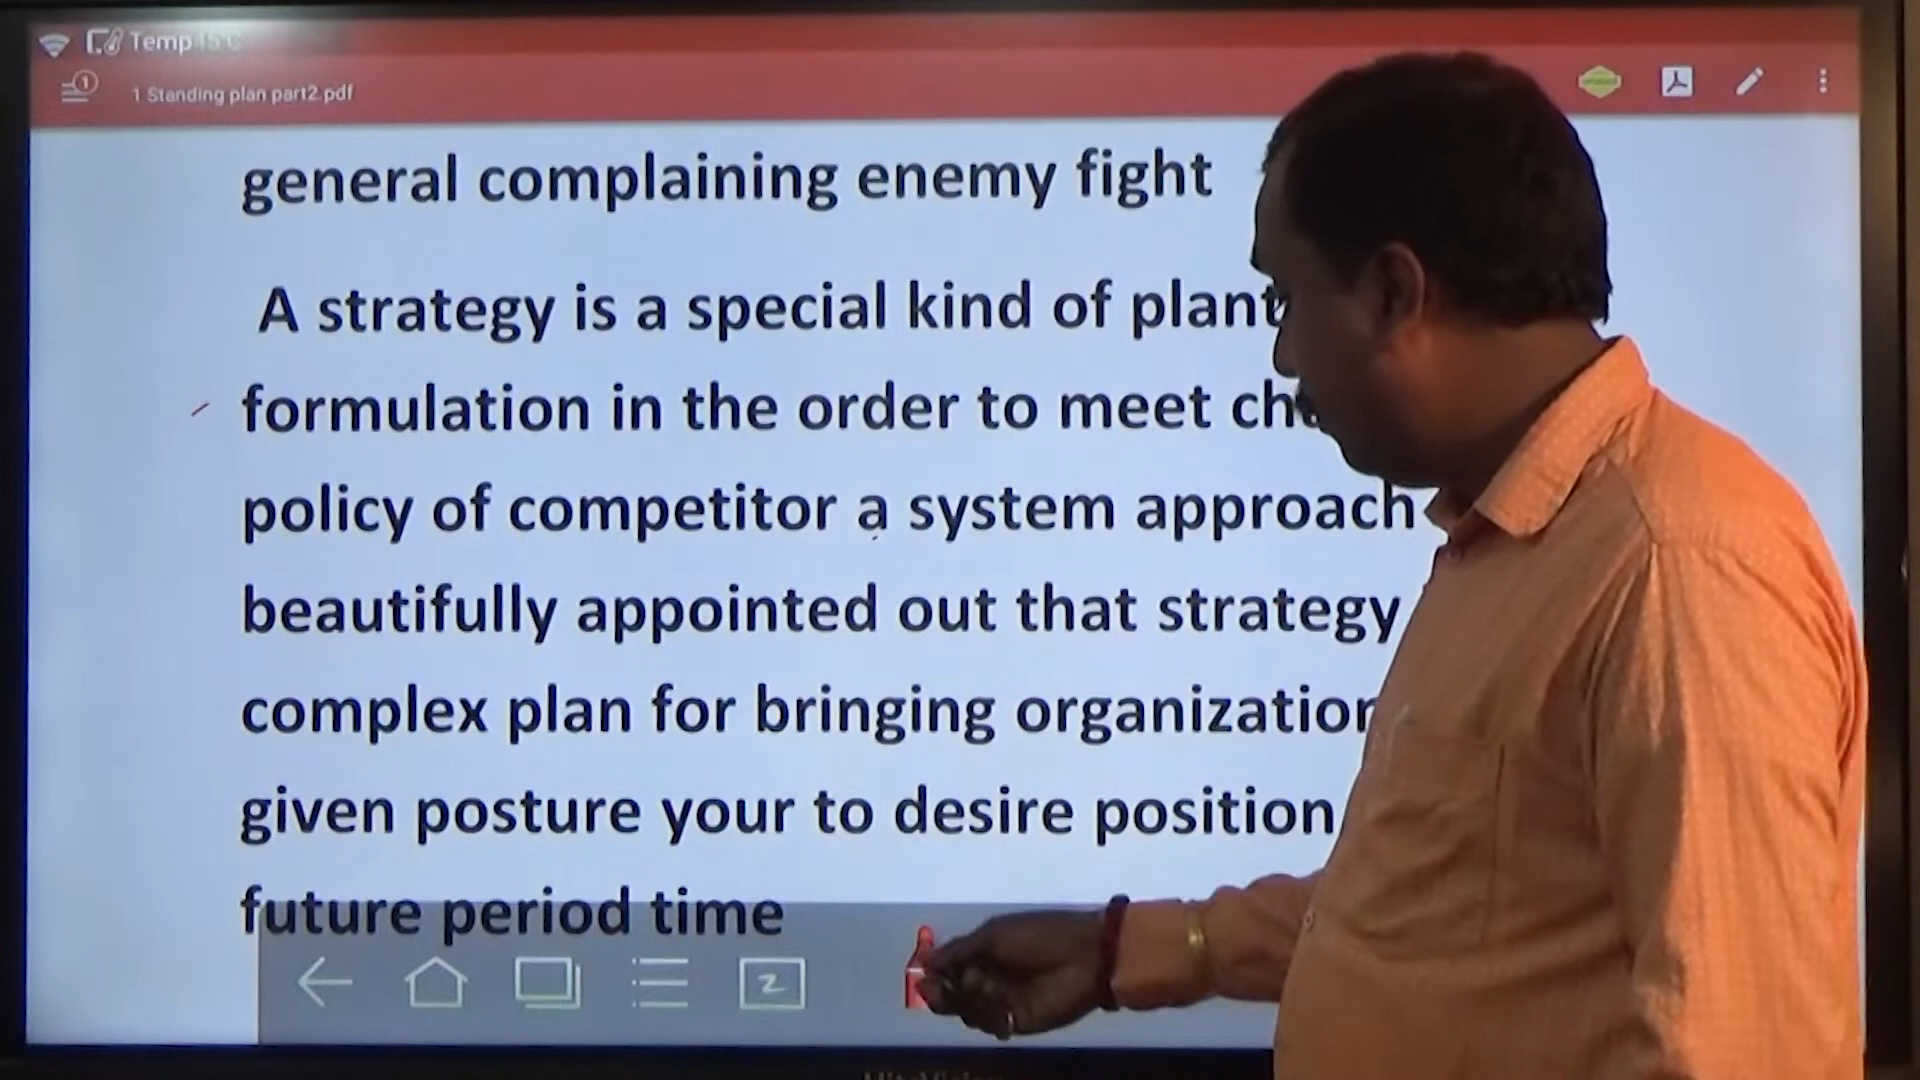 Temp 45 C
1 Standing plan part2.pdf
general complaining enemy fight
A strategy is a special kind of plant
formulation in the order to meet
policy of competitor a system approach
beautifully appointed out that strategy
complex plan for bringing organization
given posture your to desire position
future period time